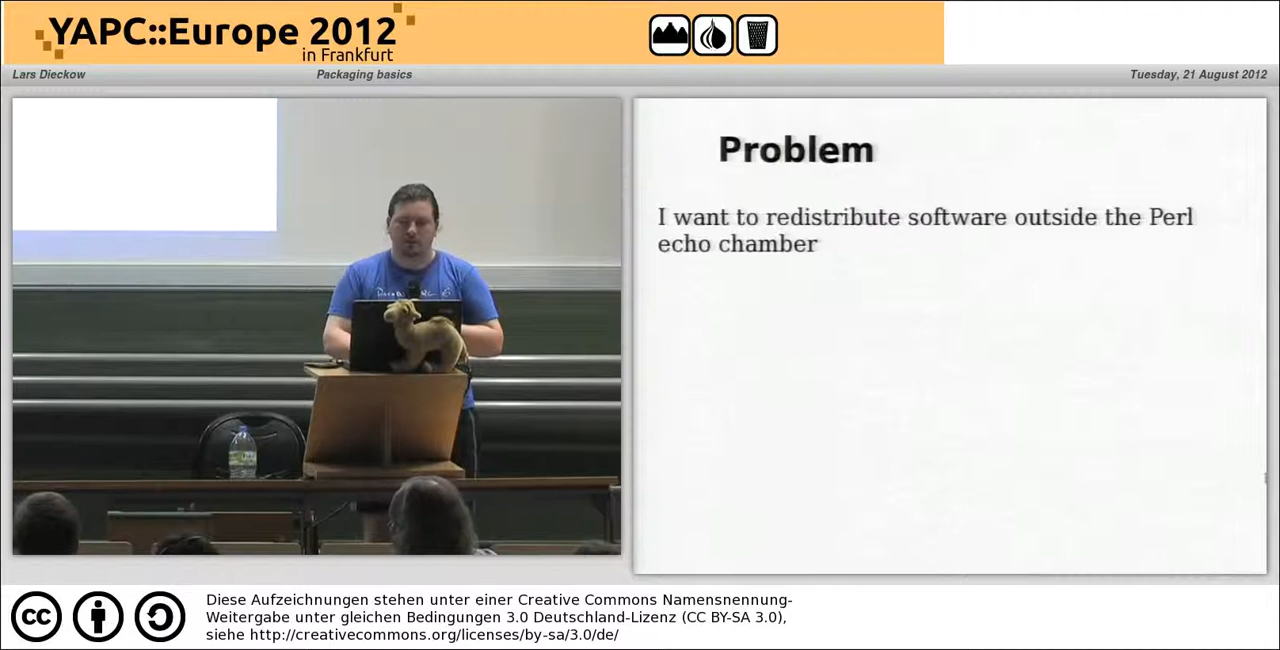 YAPC::Europe 2012
in Frankfurt
Lars Dieckow
Packaging basics
Tuesday, 21 August 2012
Problem
I want to redistribute software outside the Perl
echo chamber
cc
Diese Aufzeichnungen stehen unter einer Creative Commons Namensnennung-
Weitergabe unter gleichen Bedingungen 3.0 Deutschland-Lizenz (CC BY-SA 3.0),
siehe http://creativecommons.org/licenses/by-sa/3.0/de/